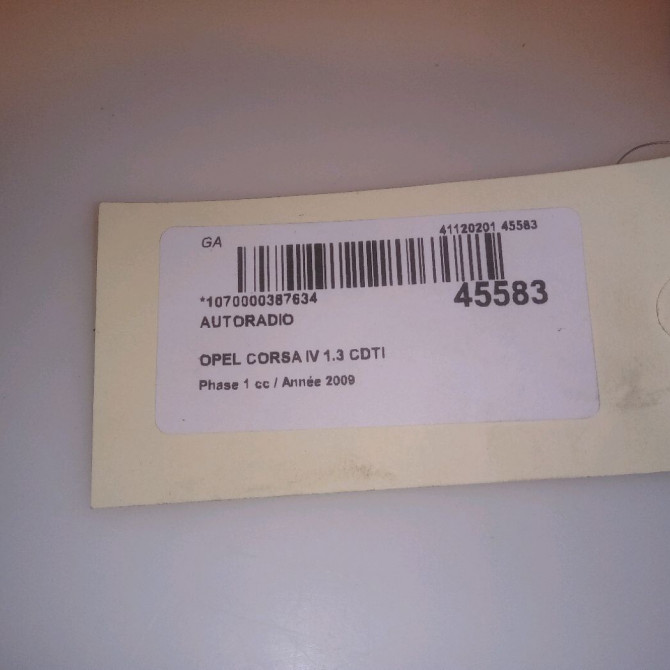 GA
41120201 45583
*1070000387634
45583
AUTORADIO
OPEL CORSA IV 1.3 CDTI
Phase 1 cc / Année 2009